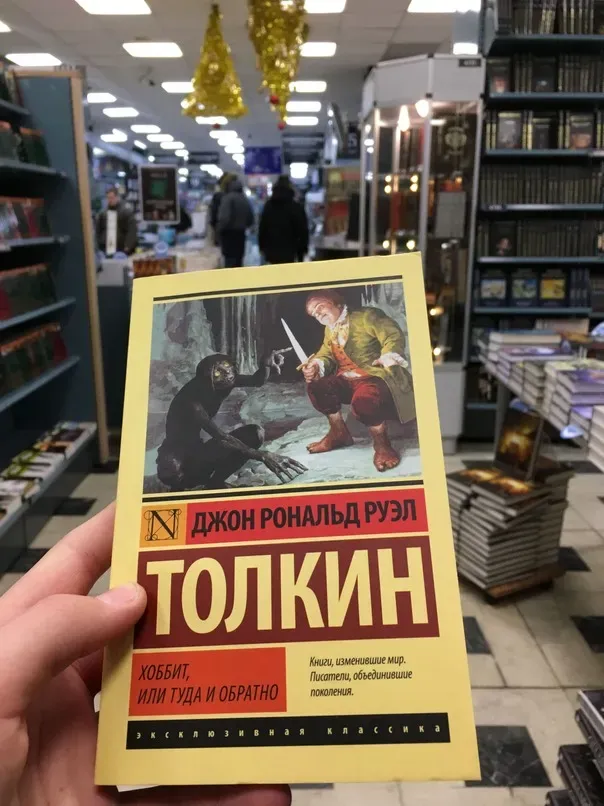 N
ДЖОН РОНАЛЬД РУЭЛ
ТОЛКИН
ХОББИТ,
ИЛИ ТУДА И ОБРАТНО
Книги, изменившие мир.
Писатели, объединившие
поколения.
эксклюзивная классика